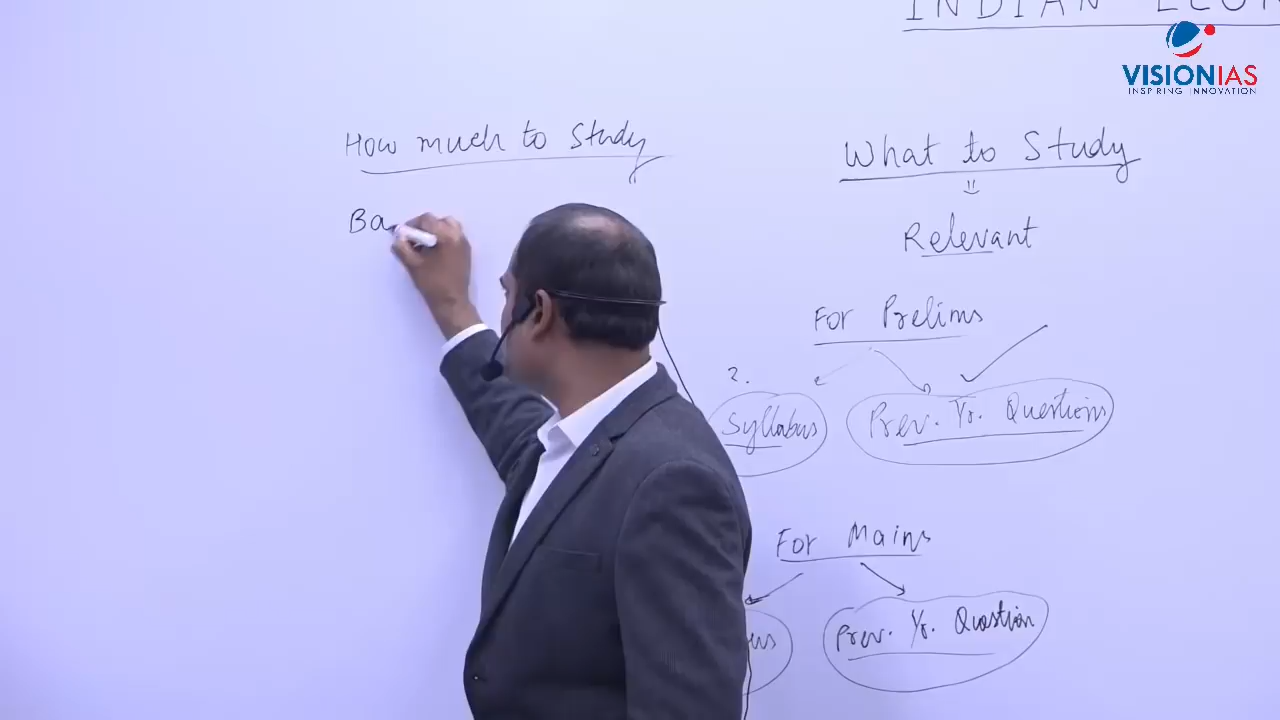 INDIAN
VISIONIAS
INSPIRING INNOVATION
How much to Study
Ba
What to Study
Relevant
For Prelims
2.
Syllabus
Prev. Yr. Questions
For Mains
us
Prev. Yr. Question